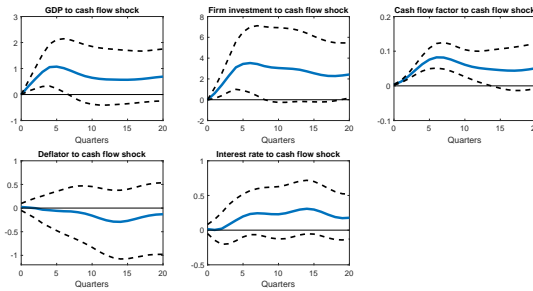 GDP to cash flow shock
3
2
1
0
-1
0 5 10 15 20
Quarters
Firm investment to cash flow shock
8
6
4
2
0
-2
0 5 10 15 20
Quarters
Cash flow factor to cash flow shock
0.2
0.1
0
-0.1
0 5 10 15 20
Quarters
Deflator to cash flow shock
1
0.5
0
-0.5
-1
0 5 10 15 20
Quarters
Interest rate to cash flow shock
1
0.5
0
0.5
0 5 10 15 20
Quarters